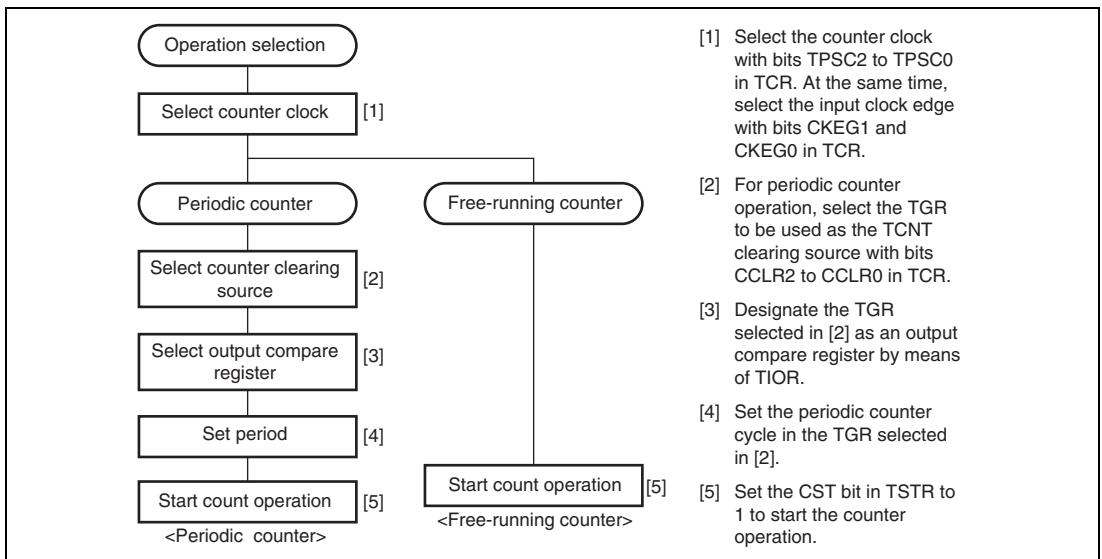 Operation selection
Select counter clock
[1]
Periodic counter
Free-running counter
Select counter clearing
source
[2]
Select output compare
register
[3]
Set period
[4]
Start count operation
[5]
<Periodic counter>
Start count operation
[5]
<Free-running counter>
[1] Select the counter clock
with bits TPSC2 to TPSC0
in TCR. At the same time,
select the input clock edge
with bits CKEG1 and
CKEG0 in TCR.
[2] For periodic counter
operation, select the TGR
to be used as the TCNT
clearing source with bits
CCLR2 to CCLR0 in TCR.
[3] Designate the TGR
selected in [2] as an output
compare register by means
of TIOR.
[4] Set the periodic counter
cycle in the TGR selected
in [2].
[5] Set the CST bit in TSTR to
1 to start the counter
operation.